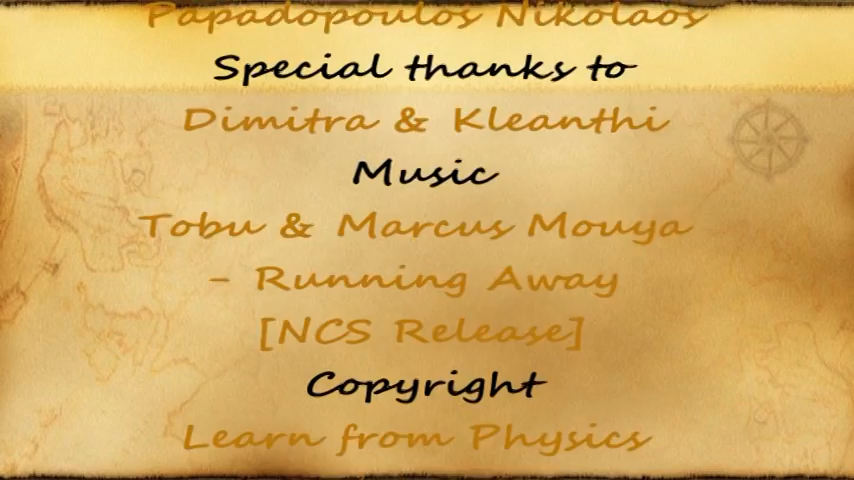 Papadopoulos Nikolaos
Special thanks to
Dimitra & Kleanthi
Music
Tobu & Marcus Mouya
- Running Away
[NCS Release]
Copyright
Learn from Physics